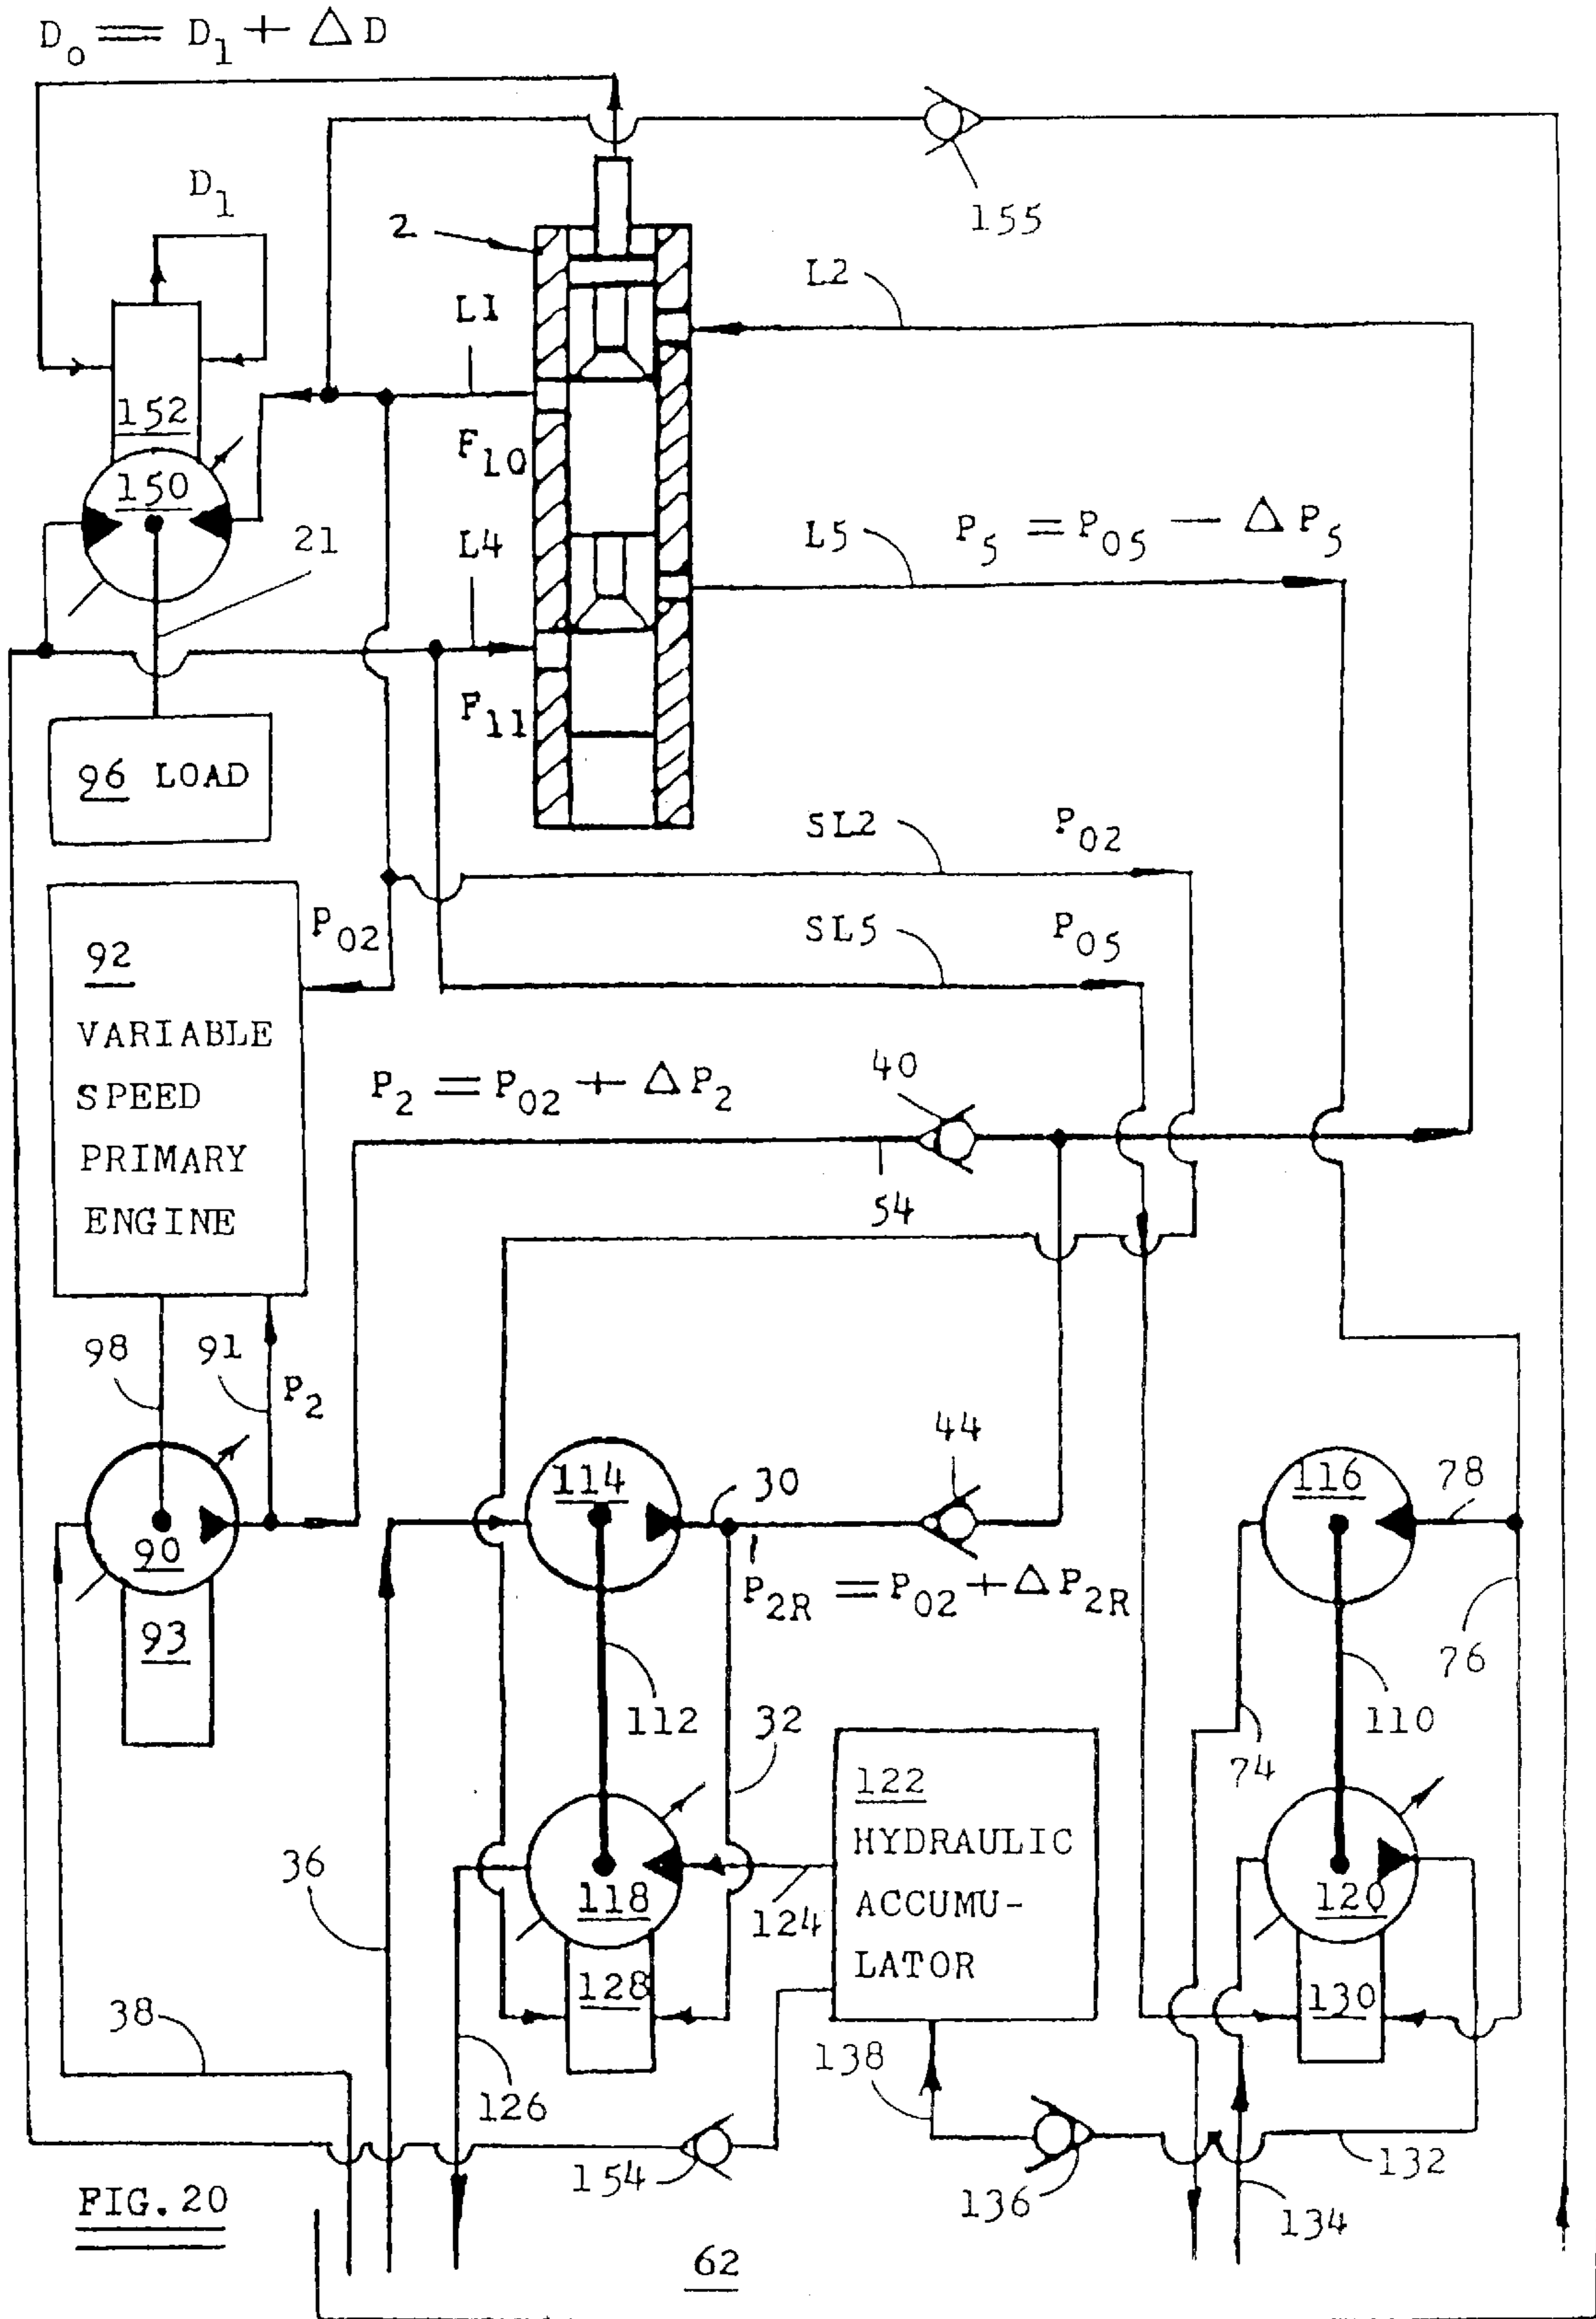 D₀ = D₁ + ΔD
D₁
155
2
L2
L1
152
F₁₀
150
L5
P₅ = P₀₅ − ΔP₅
21
L4
F₁₁
96 LOAD
SL2
P₀₂
P₀₂
SL5
P₀₅
92
VARIABLE
SPEED
PRIMARY
ENGINE
40
P₂ = P₀₂ + ΔP₂
54
98
91
P₂
44
114
30
116
78
90
P₂R = P₀₂ + ΔP₂R
93
76
112
32
110
74
122
HYDRAULIC
ACCUMU-
LATOR
36
118
124
120
128
130
38
138
126
154
136
132
134
FIG.20
62